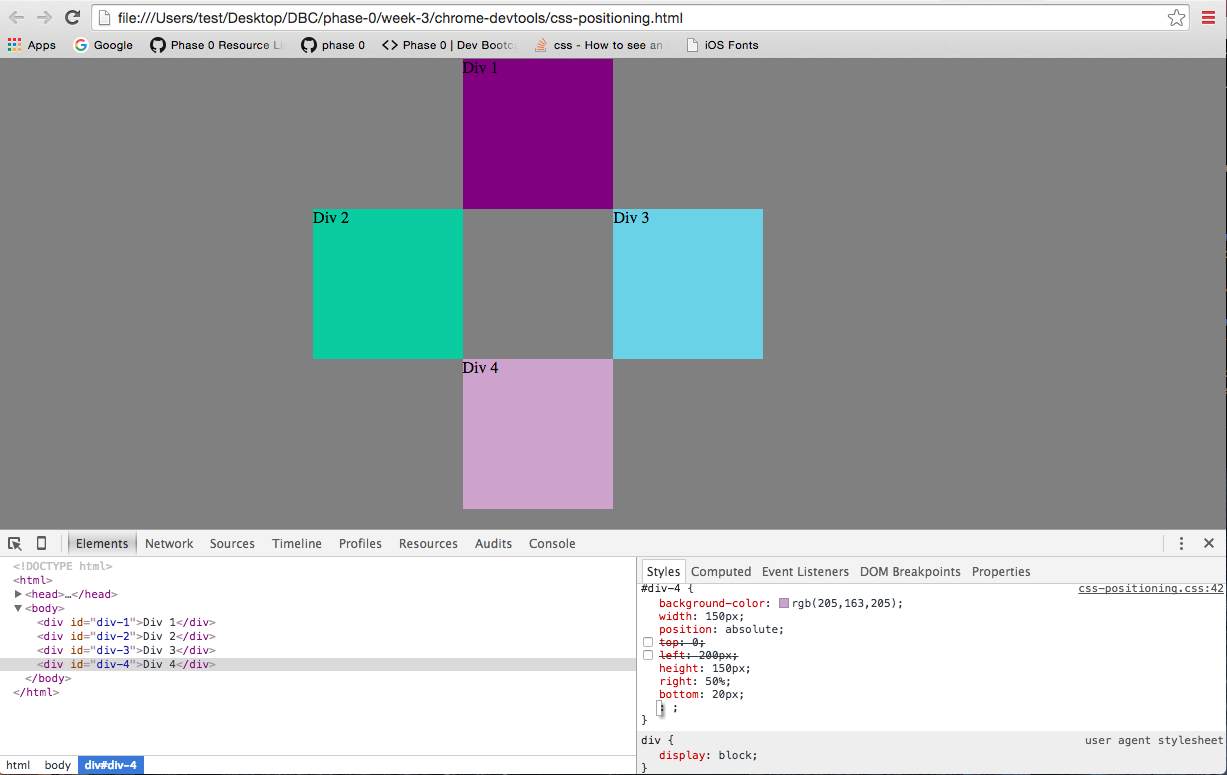 file:///Users/test/Desktop/DBC/phase-0/week-3/chrome-devtools/css-positioning.html
Apps Google Phase 0 Resource Li phase 0 <> Phase 0 | Dev Bootc css - How to see an iOS Fonts
Div 1
Div 2
Div 3
Div 4
Elements Network Sources Timeline Profiles Resources Audits Console
<!DOCTYPE html>
<html>
<head>…</head>
<body>
<div id="div-1">Div 1</div>
<div id="div-2">Div 2</div>
<div id="div-3">Div 3</div>
<div id="div-4">Div 4</div>
</body>
</html>
html body div#div-4
Styles Computed Event Listeners DOM Breakpoints Properties
#div-4 { css-positioning.css:42
background-color: rgb(205,163,205);
width: 150px;
position: absolute;
top: 0;
left: 200px;
height: 150px;
right: 50%;
bottom: 20px;
: ;
}
div { user agent stylesheet
display: block;
}